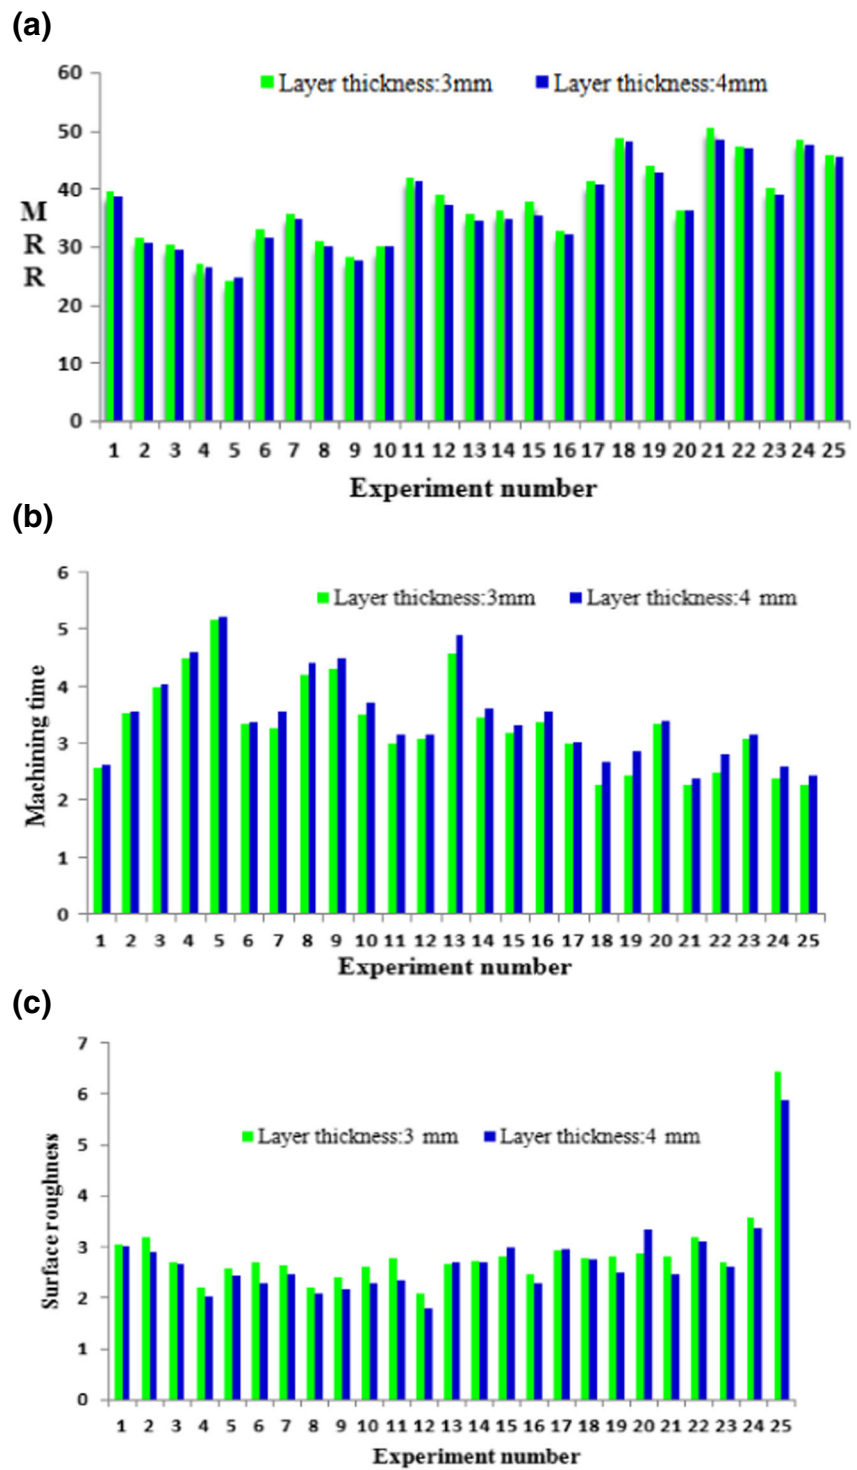 (a)
60
Layer thickness:3mm Layer thickness:4mm
50
40
M
R
R
30
20
10
0
1 2 3 4 5 6 7 8 9 10 11 12 13 14 15 16 17 18 19 20 21 22 23 24 25
Experiment number
(b)
6
Layer thickness:3mm Layer thickness:4 mm
5
4
3
2
1
0
Machining time
1 2 3 4 5 6 7 8 9 10 11 12 13 14 15 16 17 18 19 20 21 22 23 24 25
Experiment number
(c)
7
6
Layer thickness:3 mm Layer thickness:4 mm
5
4
3
2
1
0
Surface roughness
1 2 3 4 5 6 7 8 9 10 11 12 13 14 15 16 17 18 19 20 21 22 23 24 25
Experiment number